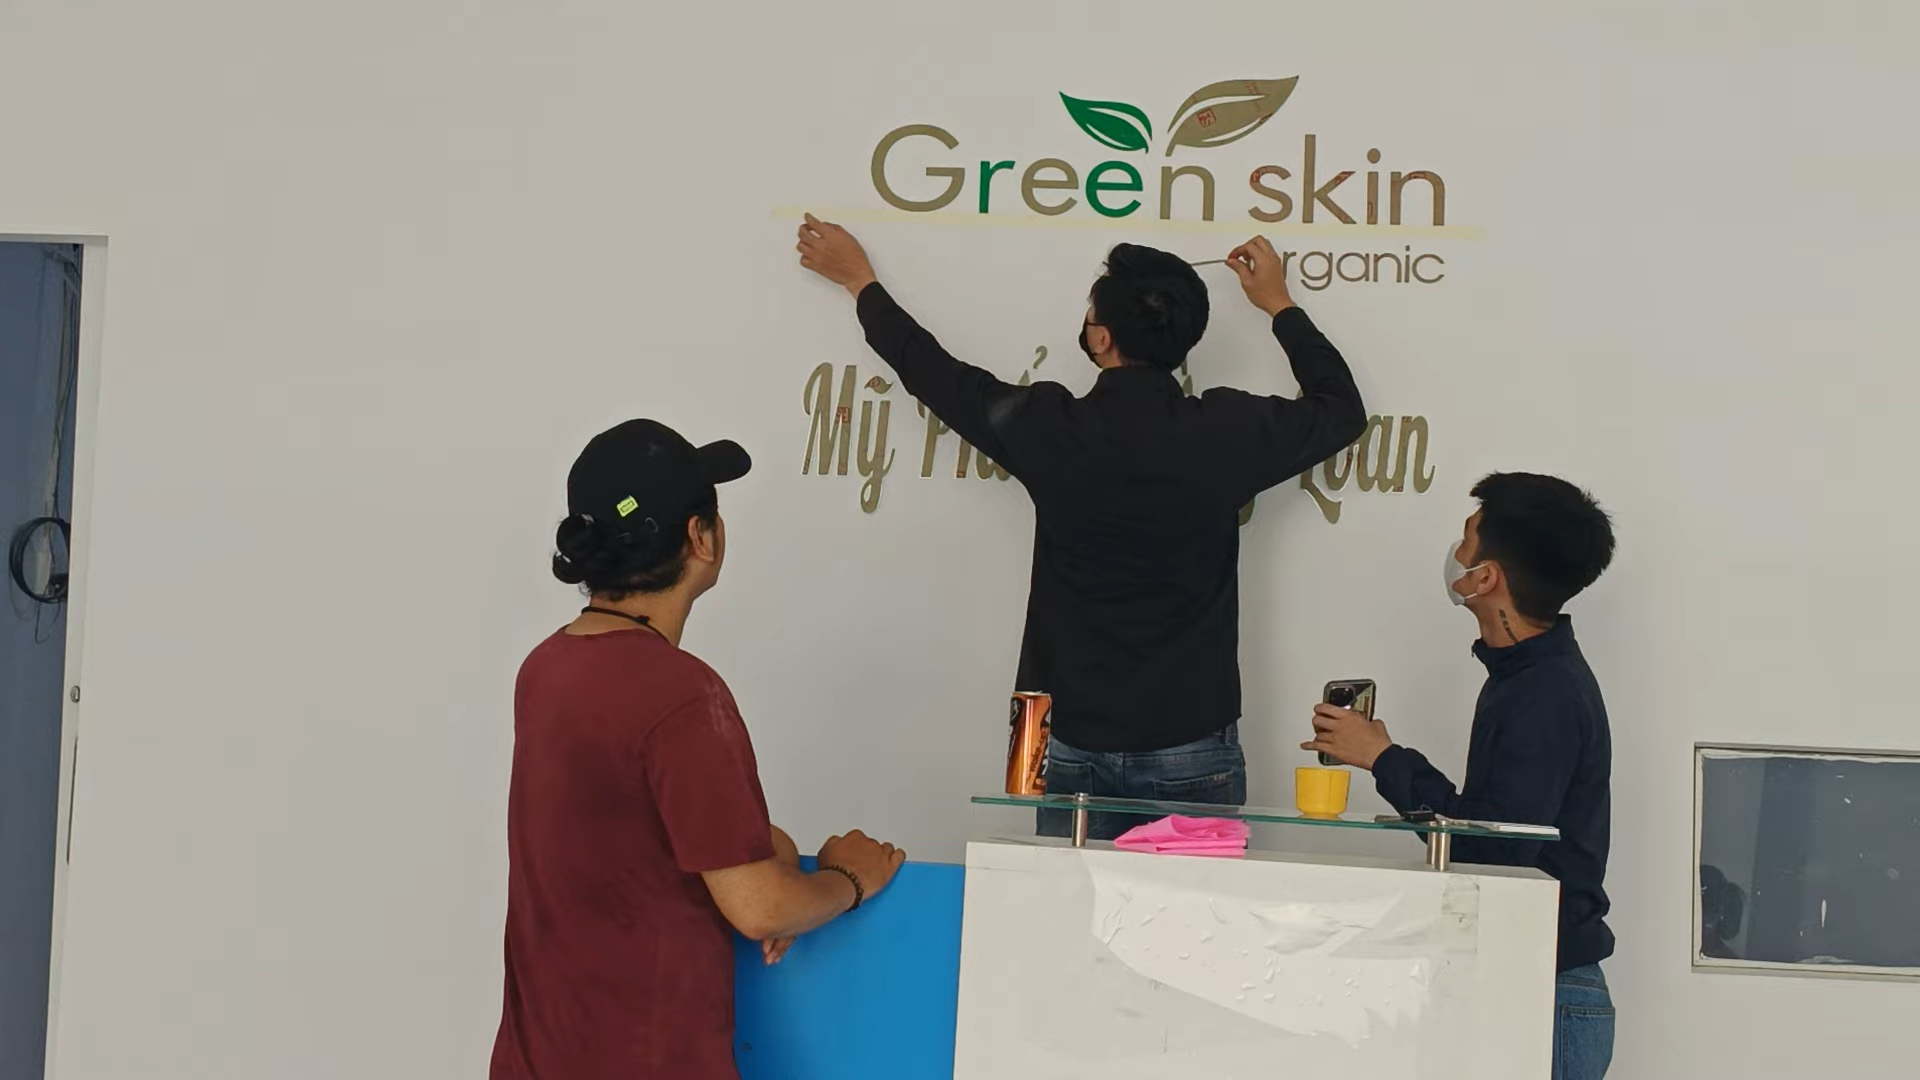 Green skin
rganic
Mỹ Loan